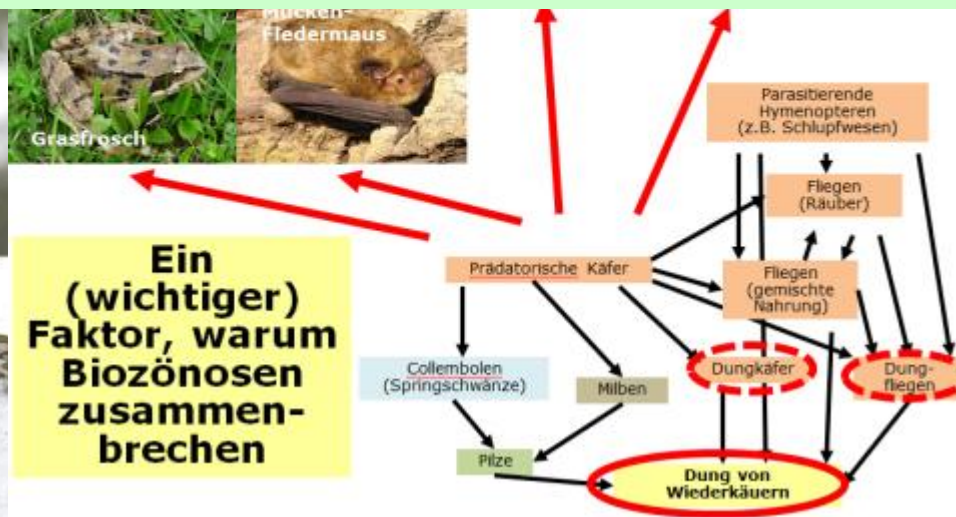 Mücken-
Fledermaus
Grasfrosch
Parasitierende
Hymenopteren
(z.B. Schlupfwesen)
Fliegen
(Räuber)
Ein
(wichtiger)
Faktor, warum
Biozönosen
zusammen-
brechen
Prädatorische Käfer
Fliegen
(gemischte
Nahrung)
Collembolen
(Springschwänze)
Milben
Dungkäfer
Dung-
fliegen
Pilze
Dung von
Wiederkäuern